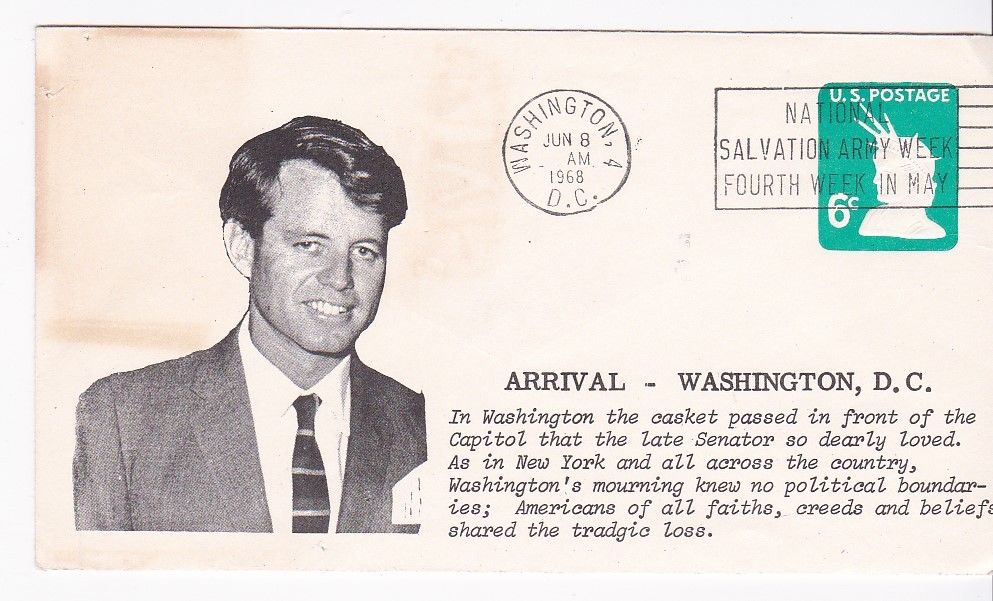 WASHINGTON, 4
JUN 8
AM
1968
D.C.
U.S. POSTAGE
NATIONAL
SALVATION ARMY WEEK
FOURTH WEEK IN MAY
6c
ARRIVAL - WASHINGTON, D.C.
In Washington the casket passed in front of the
Capitol that the late Senator so dearly loved.
As in New York and all across the country,
Washington's mourning knew no political boundar-
ies; Americans of all faiths, creeds and beliefs
shared the tradgic loss.